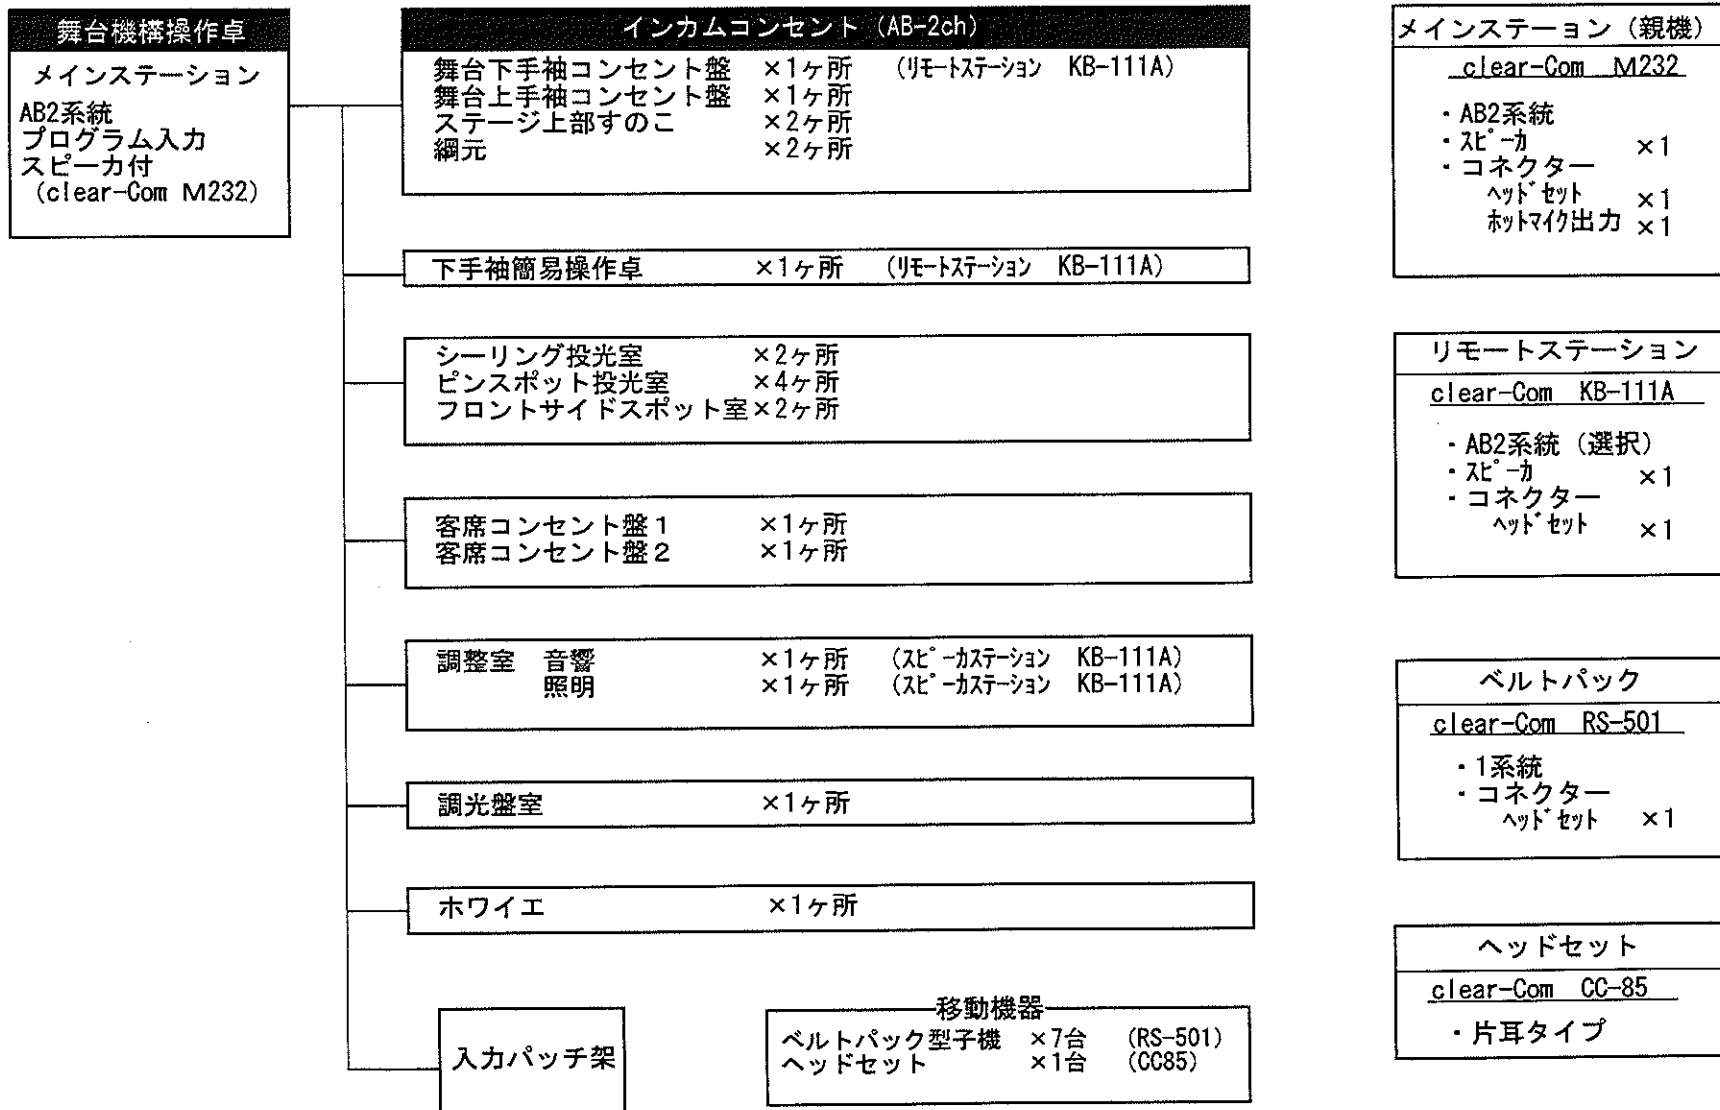 舞台機構操作卓
メインステーション
AB2系統
プログラム入力
スピーカ付
(clear-Com M232)
インカムコンセント (AB-2ch)
舞台下手袖コンセント盤 ×1ヶ所 (リモートステーション KB-111A)
舞台上手袖コンセント盤 ×1ヶ所
ステージ上部すのこ ×2ヶ所
綱元 ×2ヶ所
下手袖簡易操作卓 ×1ヶ所 (リモートステーション KB-111A)
シーリング投光室 ×2ヶ所
ピンスポット投光室 ×4ヶ所
フロントサイドスポット室×2ヶ所
客席コンセント盤1 ×1ヶ所
客席コンセント盤2 ×1ヶ所
調整室 音響 ×1ヶ所 (スピーカステーション KB-111A)
照明 ×1ヶ所 (スピーカステーション KB-111A)
調光盤室 ×1ヶ所
ホワイエ ×1ヶ所
入力パッチ架
移動機器
ベルトパック型子機 ×7台 (RS-501)
ヘッドセット ×1台 (CC85)
メインステーション (親機)
clear-Com M232
・AB2系統
・スピーカ ×1
・コネクター
ヘッドセット ×1
ホットマイク出力 ×1
リモートステーション
clear-Com KB-111A
・AB2系統 (選択)
・スピーカ ×1
・コネクター
ヘッドセット ×1
ベルトパック
clear-Com RS-501
・1系統
・コネクター
ヘッドセット ×1
ヘッドセット
clear-Com CC-85
・片耳タイプ